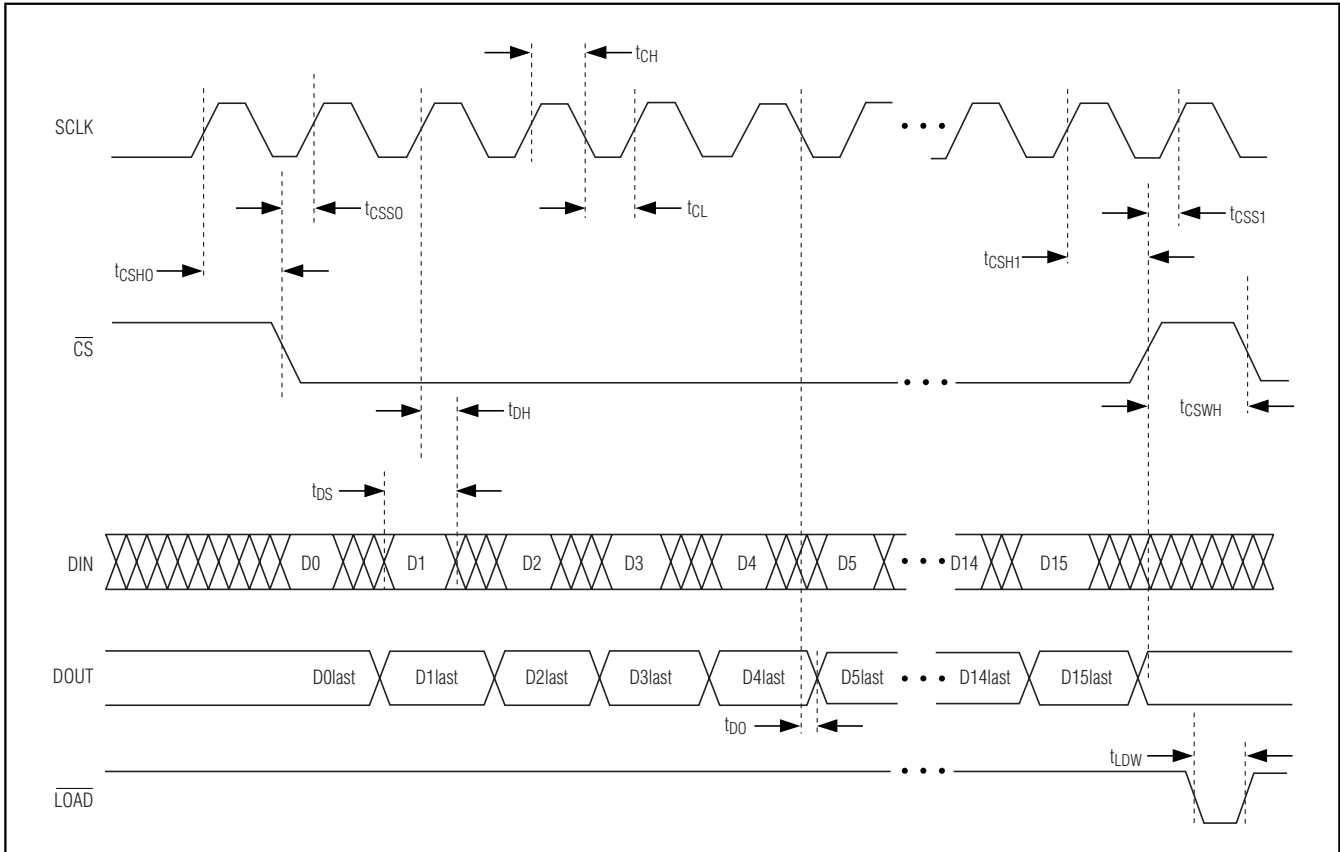 tCH
SCLK
tCSS0
tCL
tCSS1
tCSH0
tCSH1
CS
tDH
tCSWH
tDS
DIN D0 D1 D2 D3 D4 D5 D14 D15
DOUT D0last D1last D2last D3last D4last D5last D14last D15last
tDO
tLDW
LOAD